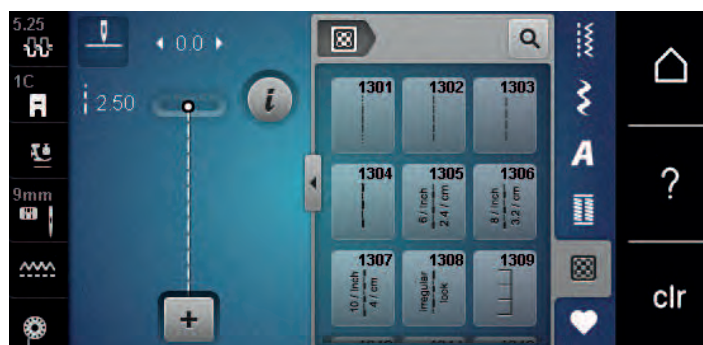 5.25
1C
9mm
0.0
2.50
i
+
1301
1302
1303
1304
1305
6 / Inch
2.4 / cm
1306
8 / Inch
3.2 / cm
1307
10 / Inch
4 / cm
1308
irregular
look
1309
A
?
clr